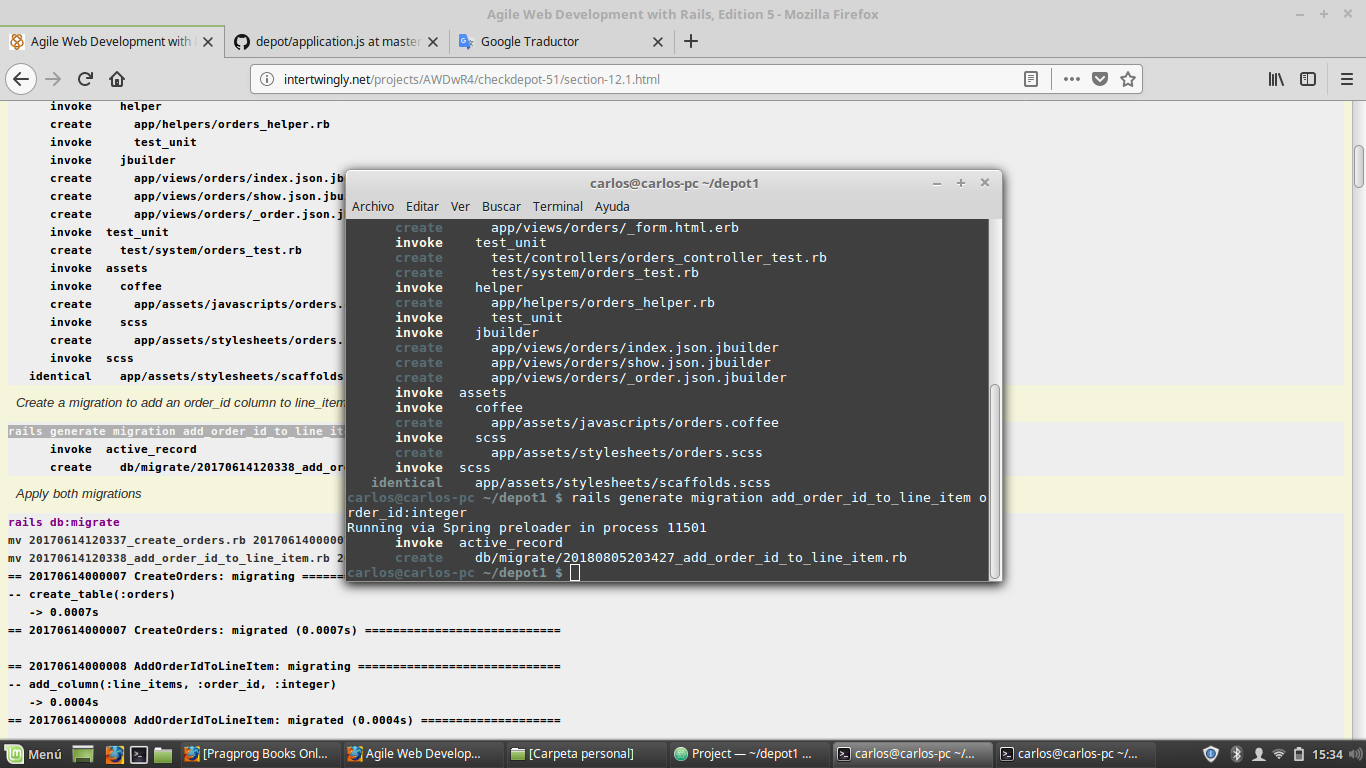 Agile Web Development with Rails, Edition 5 - Mozilla Firefox
Agile Web Development with
depot/application.js at master
Google Traductor
intertwingly.net/projects/AWDwR4/checkdepot-51/section-12.1.html
invoke helper
create app/helpers/orders_helper.rb
invoke test_unit
invoke jbuilder
create app/views/orders/index.json.jb
create app/views/orders/show.json.jbu
create app/views/orders/_order.json.j
invoke test_unit
create test/system/orders_test.rb
invoke assets
invoke coffee
create app/assets/javascripts/orders.
invoke scss
create app/assets/stylesheets/orders.
invoke scss
identical app/assets/stylesheets/scaffolds
Create a migration to add an order_id column to line_item
rails generate migration add_order_id_to_line_it
invoke active_record
create db/migrate/20170614120338_add_or
Apply both migrations
rails db:migrate
mv 20170614120337_create_orders.rb 2017061400000
mv 20170614120338_add_order_id_to_line_item.rb 2
== 20170614000007 CreateOrders: migrating ======
-- create_table(:orders)
-> 0.0007s
== 20170614000007 CreateOrders: migrated (0.0007s) ============================
== 20170614000008 AddOrderIdToLineItem: migrating =============================
-- add_column(:line_items, :order_id, :integer)
-> 0.0004s
== 20170614000008 AddOrderIdToLineItem: migrated (0.0004s) ====================
carlos@carlos-pc ~/depot1
Archivo Editar Ver Buscar Terminal Ayuda
create app/views/orders/_form.html.erb
invoke test_unit
create test/controllers/orders_controller_test.rb
create test/system/orders_test.rb
invoke helper
create app/helpers/orders_helper.rb
invoke test_unit
invoke jbuilder
create app/views/orders/index.json.jbuilder
create app/views/orders/show.json.jbuilder
create app/views/orders/_order.json.jbuilder
invoke assets
invoke coffee
create app/assets/javascripts/orders.coffee
invoke scss
create app/assets/stylesheets/orders.scss
invoke scss
identical app/assets/stylesheets/scaffolds.scss
carlos@carlos-pc ~/depot1 $ rails generate migration add_order_id_to_line_item o
rder_id:integer
Running via Spring preloader in process 11501
invoke active_record
create db/migrate/20180805203427_add_order_id_to_line_item.rb
carlos@carlos-pc ~/depot1 $
Menú
[Pragprog Books Onl...
Agile Web Develop...
[Carpeta personal]
Project — ~/depot1 ...
carlos@carlos-pc ~/...
carlos@carlos-pc ~/...
15:34